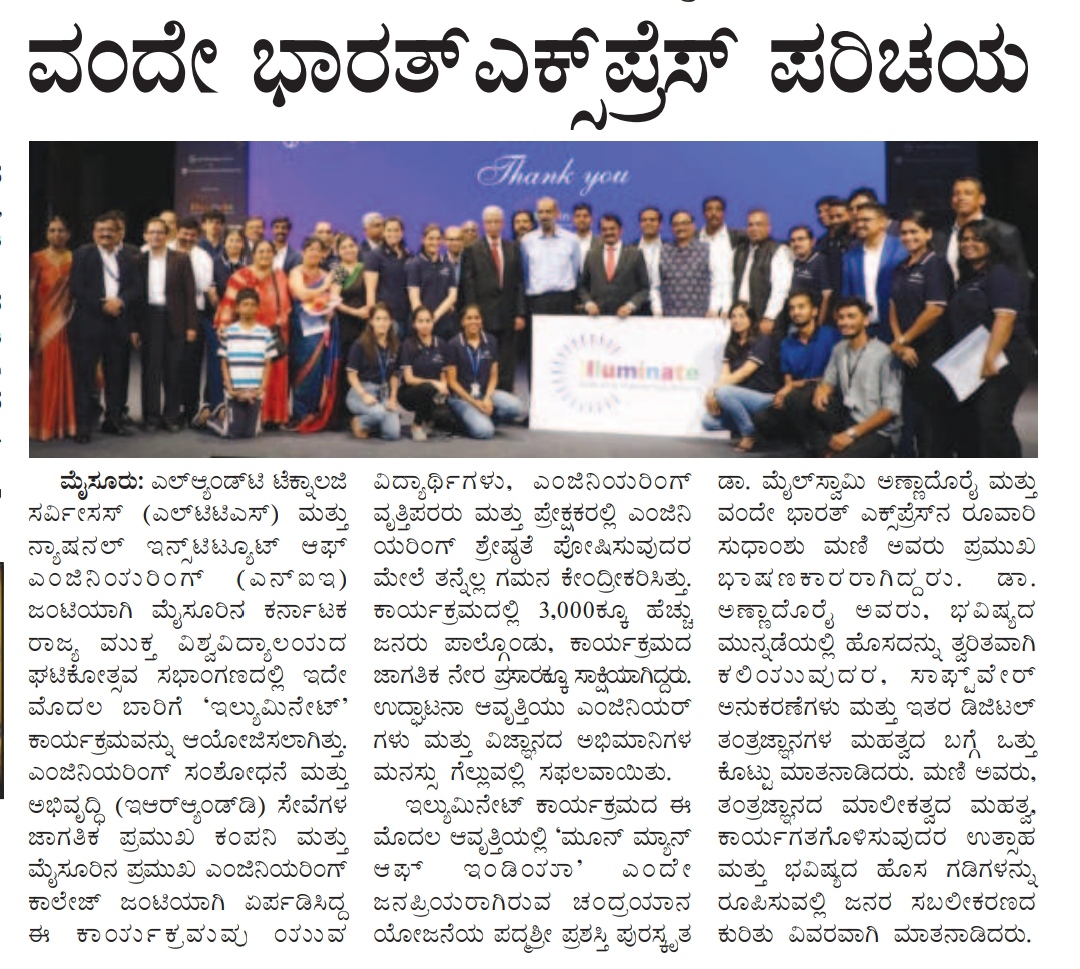 ವಂದೇ ಭಾರತ್ ಎಕ್ಸ್‌ಪ್ರೆಸ್ ಪರಿಚಯ
Thank you
illuminate
ಮೈಸೂರು: ಎಲ್‌ಆ್ಯಂಡ್‌ಟಿ ಟೆಕ್ನಾಲಜಿ
ಸರ್ವೀಸಸ್ (ಎಲ್‌ಟಿಟಿಎಸ್) ಮತ್ತು
ನ್ಯಾಷನಲ್ ಇನ್ಸ್‌ಟಿಟ್ಯೂಟ್ ಆಫ್
ಎಂಜಿನಿಯರಿಂಗ್ (ಎನ್‌ಐಇ)
ಜಂಟಿಯಾಗಿ ಮೈಸೂರಿನ ಕರ್ನಾಟಕ
ರಾಜ್ಯ ಮುಕ್ತ ವಿಶ್ವವಿದ್ಯಾಲಯದ
ಘಟಿಕೋತ್ಸವ ಸಭಾಂಗಣದಲ್ಲಿ ಇದೇ
ಮೊದಲ ಬಾರಿಗೆ ‘ಇಲ್ಯುಮಿನೇಟ್’
ಕಾರ್ಯಕ್ರಮವನ್ನು ಆಯೋಜಿಸಲಾಗಿತ್ತು.
ಎಂಜಿನಿಯರಿಂಗ್ ಸಂಶೋಧನೆ ಮತ್ತು
ಅಭಿವೃದ್ಧಿ (ಇಆರ್‌ಆ್ಯಂಡ್‌ಡಿ) ಸೇವೆಗಳ
ಜಾಗತಿಕ ಪ್ರಮುಖ ಕಂಪನಿ ಮತ್ತು
ಮೈಸೂರಿನ ಪ್ರಮುಖ ಎಂಜಿನಿಯರಿಂಗ್
ಕಾಲೇಜ್ ಜಂಟಿಯಾಗಿ ಏರ್ಪಡಿಸಿದ್ದ
ಈ ಕಾರ್ಯಕ್ರಮವು ಯುವ
ವಿದ್ಯಾರ್ಥಿಗಳು, ಎಂಜಿನಿಯರಿಂಗ್
ವೃತ್ತಿಪರರು ಮತ್ತು ಪ್ರೇಕ್ಷಕರಲ್ಲಿ ಎಂಜಿನಿ
ಯರಿಂಗ್ ಶ್ರೇಷ್ಠತೆ ಪೋಷಿಸುವುದರ
ಮೇಲೆ ತನ್ನೆಲ್ಲ ಗಮನ ಕೇಂದ್ರೀಕರಿಸಿತ್ತು.
ಕಾರ್ಯಕ್ರಮದಲ್ಲಿ 3,000ಕ್ಕೂ ಹೆಚ್ಚು
ಜನರು ಪಾಲ್ಗೊಂಡು, ಕಾರ್ಯಕ್ರಮದ
ಜಾಗತಿಕ ನೇರ ಪ್ರಸಾರಕ್ಕೂ ಸಾಕ್ಷಿಯಾಗಿದ್ದರು.
ಉದ್ಘಾಟನಾ ಆವೃತ್ತಿಯು ಎಂಜಿನಿಯರ್
ಗಳು ಮತ್ತು ವಿಜ್ಞಾನದ ಅಭಿಮಾನಿಗಳ
ಮನಸ್ಸು ಗೆಲ್ಲುವಲ್ಲಿ ಸಫಲವಾಯಿತು.
ಇಲ್ಯುಮಿನೇಟ್ ಕಾರ್ಯಕ್ರಮದ ಈ
ಮೊದಲ ಆವೃತ್ತಿಯಲ್ಲಿ ‘ಮೂನ್ ಮ್ಯಾನ್
ಆಫ್ ಇಂಡಿಯಾ’ ಎಂದೇ
ಜನಪ್ರಿಯರಾಗಿರುವ ಚಂದ್ರಯಾನ
ಯೋಜನೆಯ ಪದ್ಮಶ್ರೀ ಪ್ರಶಸ್ತಿ ಪುರಸ್ಕೃತ
ಡಾ. ಮೈಲ್‌ಸ್ವಾಮಿ ಅಣ್ಣಾದೊರೈ ಮತ್ತು
ವಂದೇ ಭಾರತ್ ಎಕ್ಸ್‌ಪ್ರೆಸ್‌ನ ರೂವಾರಿ
ಸುಧಾಂಶು ಮಣಿ ಅವರು ಪ್ರಮುಖ
ಭಾಷಣಕಾರರಾಗಿದ್ದರು. ಡಾ.
ಅಣ್ಣಾದೊರೈ ಅವರು, ಭವಿಷ್ಯದ
ಮುನ್ನಡೆಯಲ್ಲಿ ಹೊಸದನ್ನು ತ್ವರಿತವಾಗಿ
ಕಲಿಯುವುದರ, ಸಾಫ್ಟ್‌ವೇರ್
ಅನುಕರಣೆಗಳು ಮತ್ತು ಇತರ ಡಿಜಿಟಲ್
ತಂತ್ರಜ್ಞಾನಗಳ ಮಹತ್ವದ ಬಗ್ಗೆ ಒತ್ತು
ಕೊಟ್ಟು ಮಾತನಾಡಿದರು. ಮಣಿ ಅವರು,
ತಂತ್ರಜ್ಞಾನದ ಮಾಲೀಕತ್ವದ ಮಹತ್ವ,
ಕಾರ್ಯಗತಗೊಳಿಸುವುದರ ಉತ್ಸಾಹ
ಮತ್ತು ಭವಿಷ್ಯದ ಹೊಸ ಗಡಿಗಳನ್ನು
ರೂಪಿಸುವಲ್ಲಿ ಜನರ ಸಬಲೀಕರಣದ
ಕುರಿತು ವಿವರವಾಗಿ ಮಾತನಾಡಿದರು.